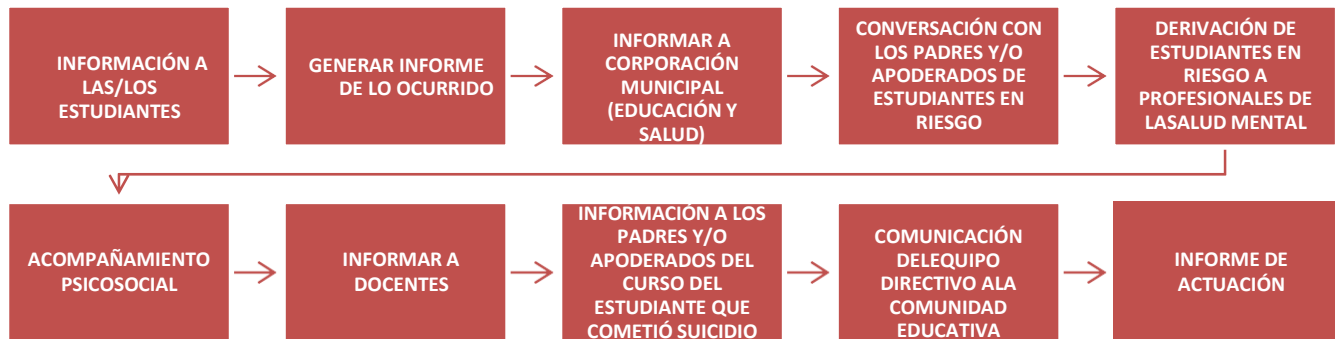 INFORMACIÓN A
LAS/LOS
ESTUDIANTES
GENERAR INFORME
DE LO OCURRIDO
INFORMAR A
CORPORACIÓN
MUNICIPAL
(EDUCACIÓN Y
SALUD)
CONVERSACIÓN CON
LOS PADRES Y/O
APODERADOS DE
ESTUDIANTES EN
RIESGO
DERIVACIÓN DE
ESTUDIANTES EN
RIESGO A
PROFESIONALES DE
LASALUD MENTAL
ACOMPAÑAMIENTO
PSICOSOCIAL
INFORMAR A
DOCENTES
INFORMACIÓN A LOS
PADRES Y/O
APODERADOS DEL
CURSO DEL
ESTUDIANTE QUE
COMETIÓ SUICIDIO
COMUNICACIÓN
DELEQUIPO
DIRECTIVO ALA
COMUNIDAD
EDUCATIVA
INFORME DE
ACTUACIÓN